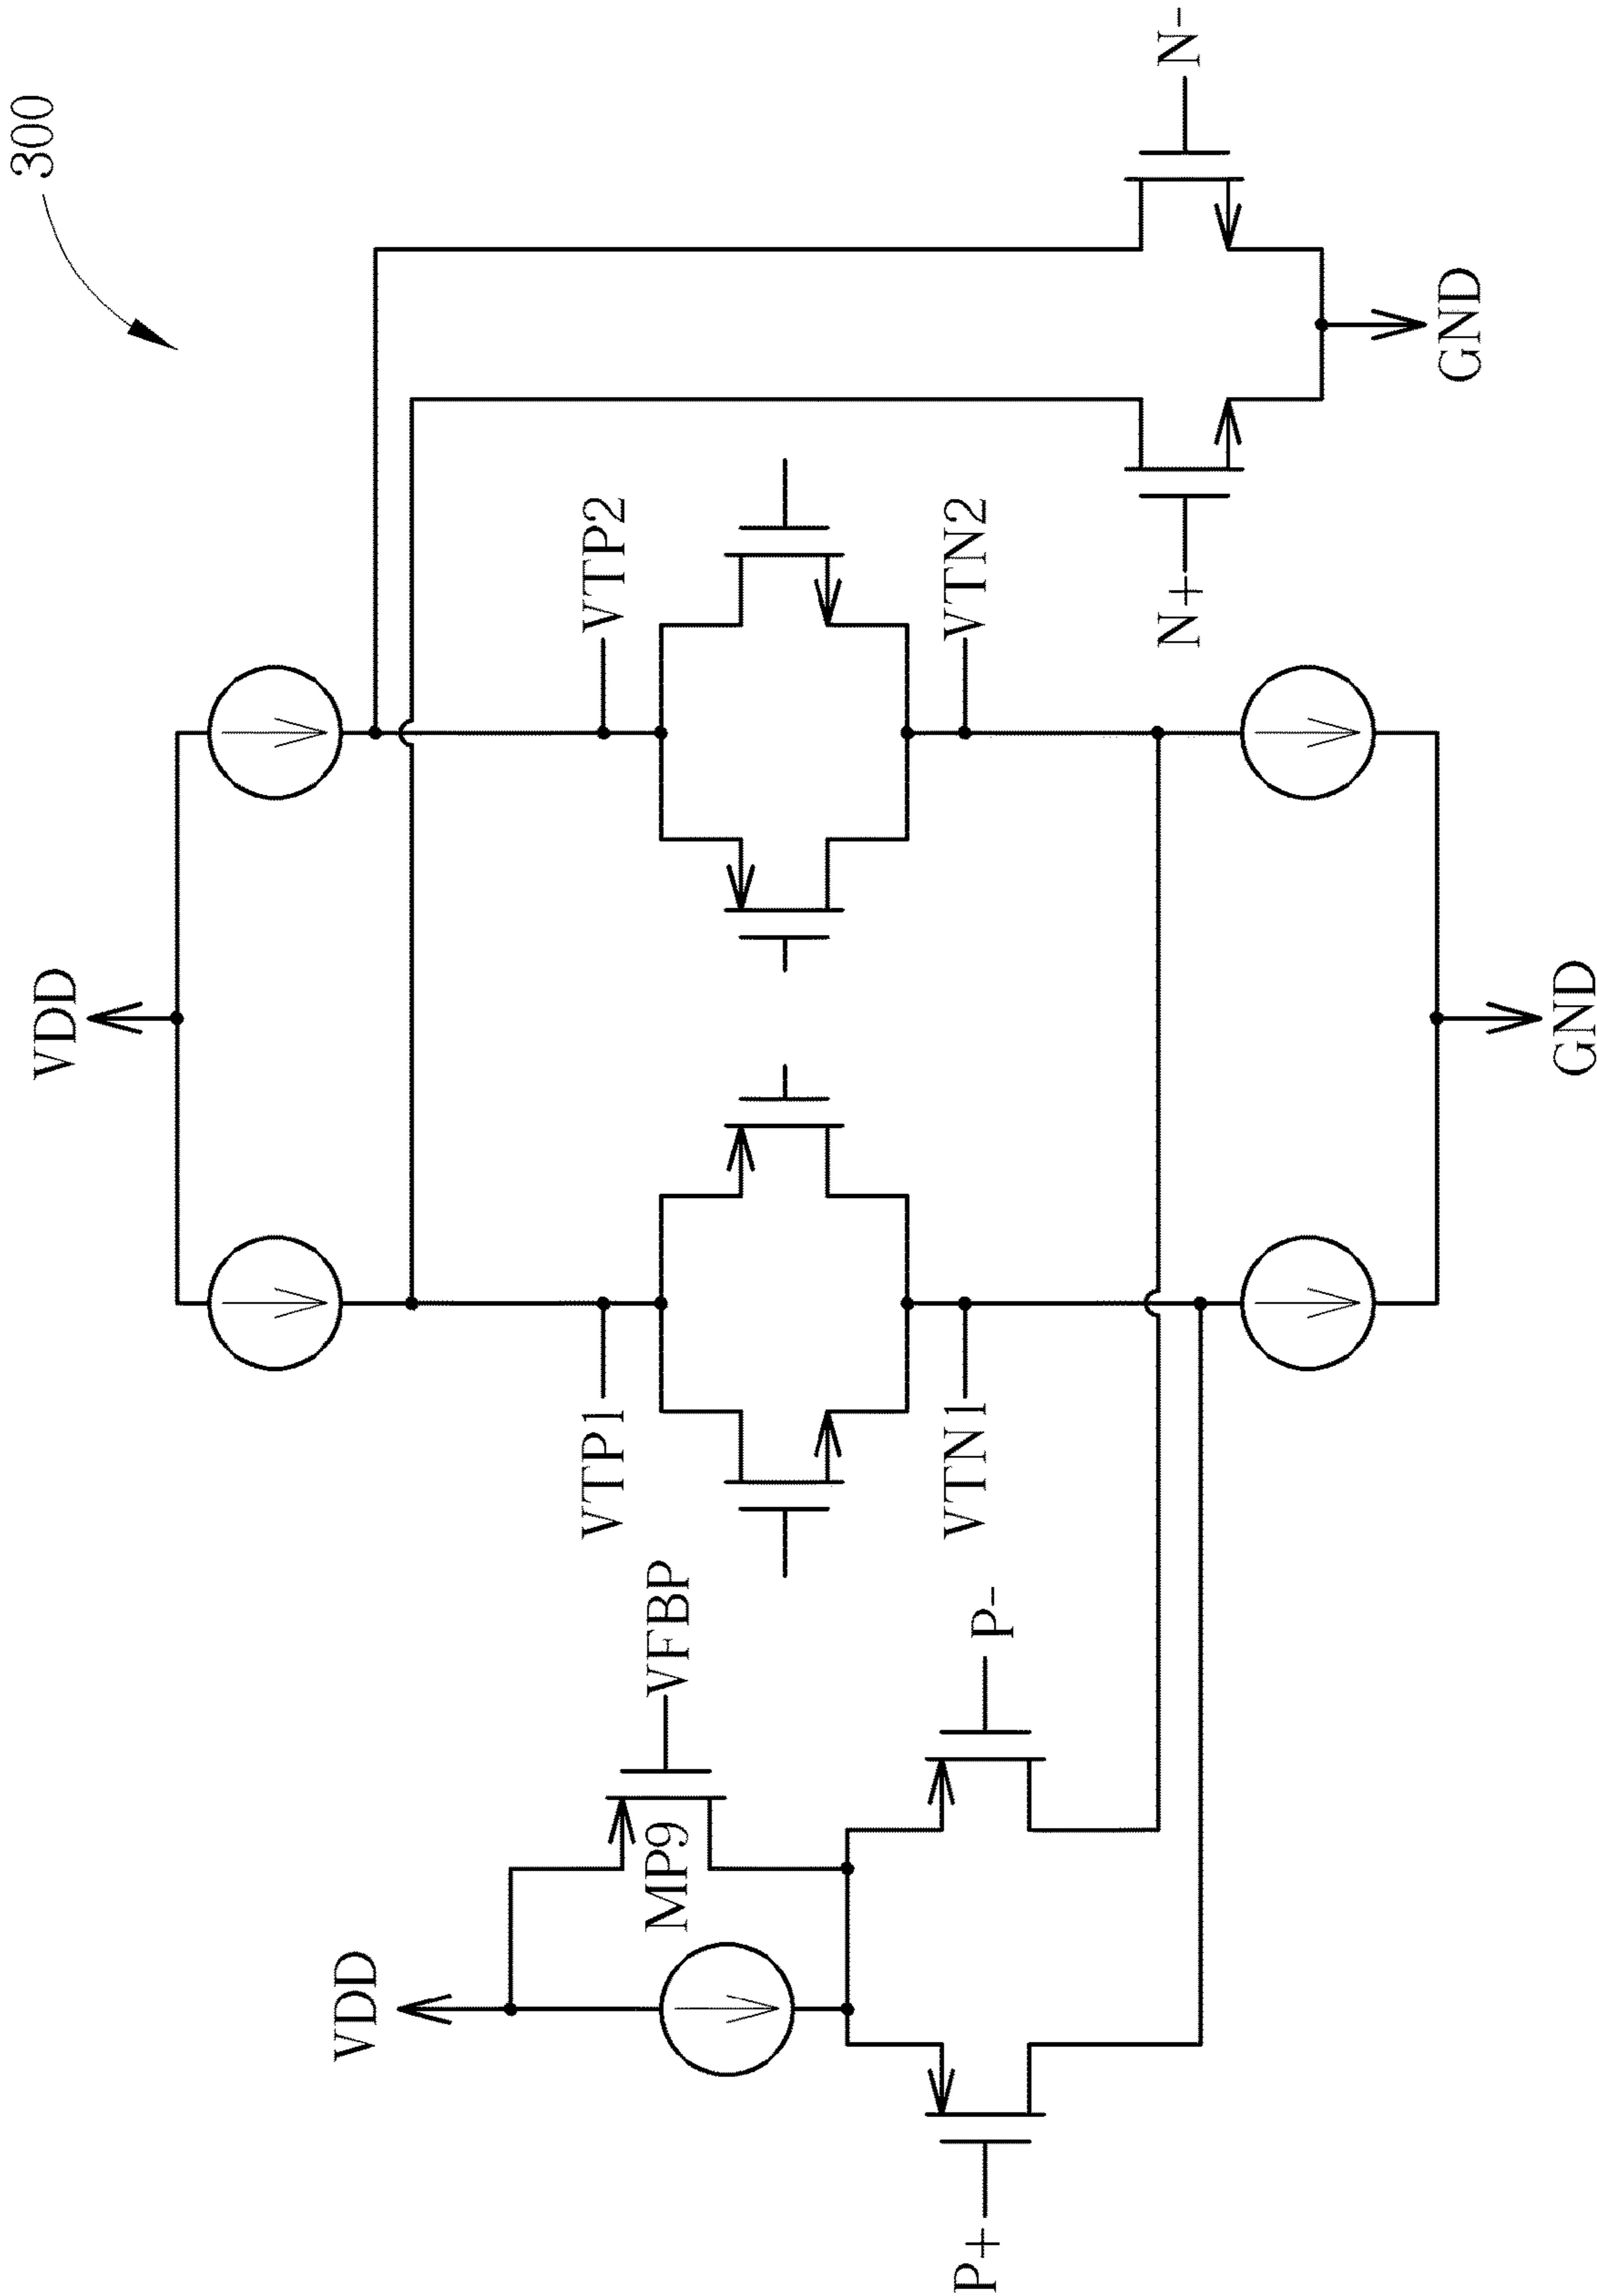 300
VDD
VDD
VTP1
VTP2
VFBP
MP9
VTN1
VTN2
P+
P-
N+
N-
GND
GND